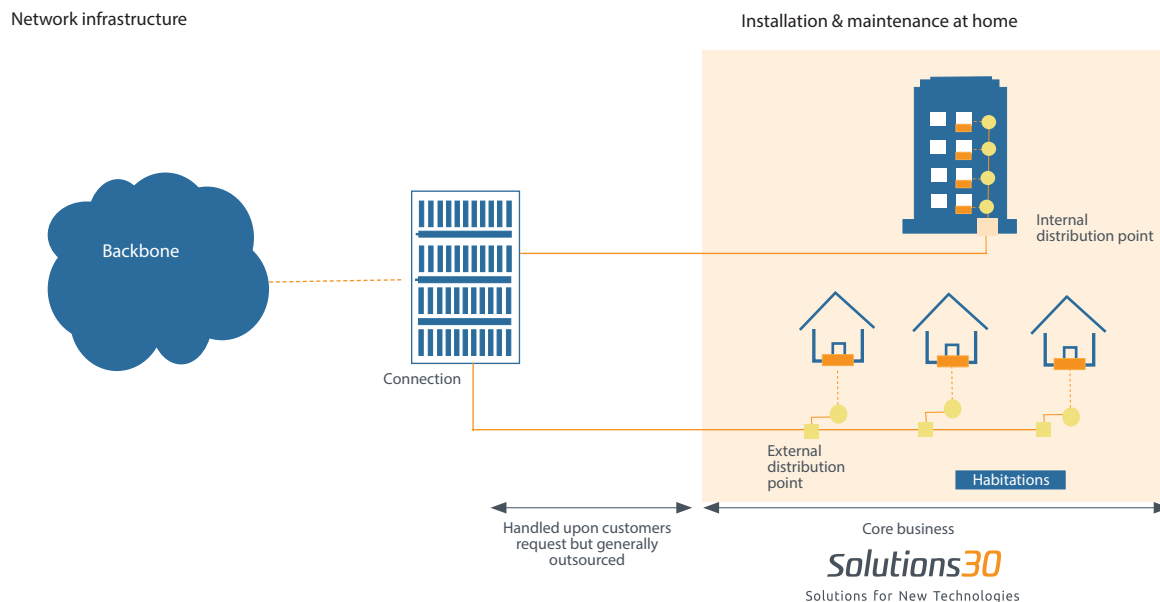 Network infrastructure
Installation & maintenance at home
Backbone
Internal
distribution point
Connection
External
distribution
point
Habitations
Handled upon customers
request but generally
outsourced
Core business
Solutions30
Solutions for New Technologies